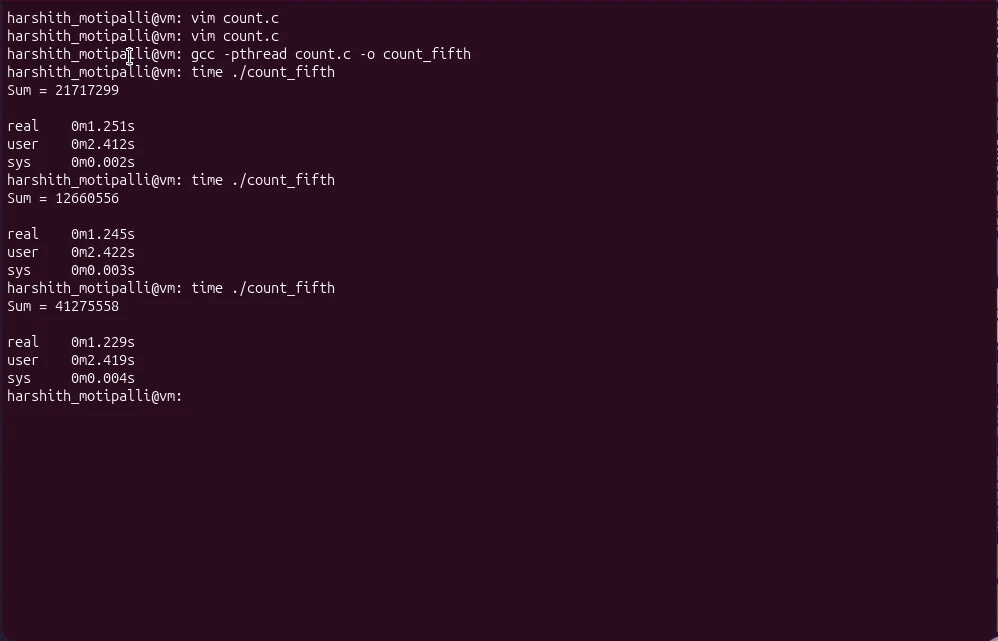 harshith_motipalli@vm: vim count.c
harshith_motipalli@vm: vim count.c
harshith_motipalli@vm: gcc -pthread count.c -o count_fifth
harshith_motipalli@vm: time ./count_fifth
Sum = 21717299
real    0m1.251s
user    0m2.412s
sys     0m0.002s
harshith_motipalli@vm: time ./count_fifth
Sum = 12660556
real    0m1.245s
user    0m2.422s
sys     0m0.003s
harshith_motipalli@vm: time ./count_fifth
Sum = 41275558
real    0m1.229s
user    0m2.419s
sys     0m0.004s
harshith_motipalli@vm: